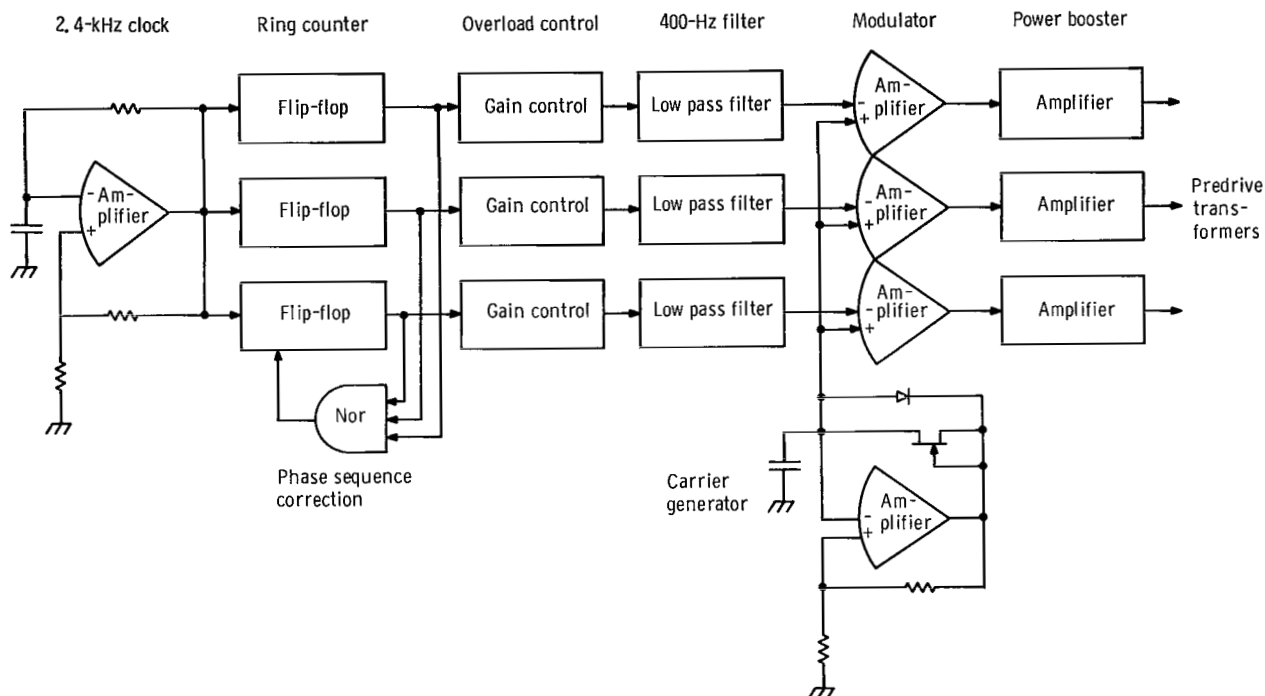 2.4-kHz clock
Ring counter
Overload control
400-Hz filter
Modulator
Power booster
Flip-flop
Gain control
Low pass filter
- Am-
+ plifier
Amplifier
- Am-
+ plifier
Flip-flop
Gain control
Low pass filter
- Am-
+ plifier
Amplifier
Predrive
trans-
formers
Flip-flop
Gain control
Low pass filter
- Am-
+ plifier
Amplifier
Nor
Phase sequence
correction
Carrier
generator
- Am-
+ plifier